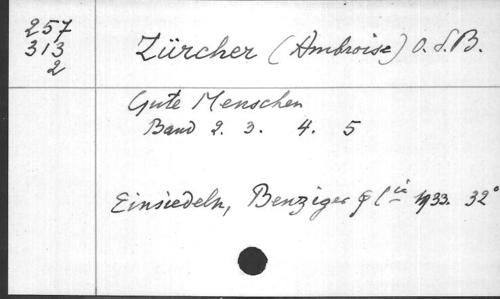 257
313
2
Zürcher (Ambroise) O.S.B.
Gute Menschen
Band 2. 3. 4. 5
Einsiedeln, Benziger & Cie 1933. 32°